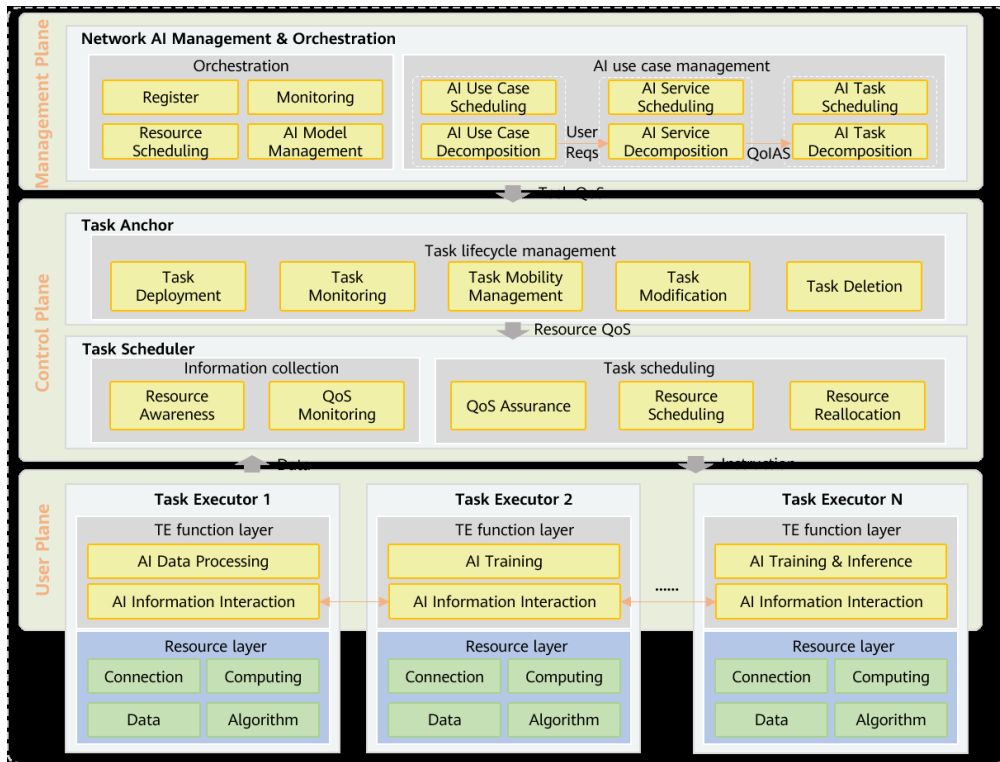 Management Plane
Network AI Management & Orchestration
Orchestration
Register
Monitoring
Resource
Scheduling
AI Model
Management
AI use case management
AI Use Case
Scheduling
AI Use Case
Decomposition
User
Reqs
AI Service
Scheduling
AI Service
Decomposition
QoIAS
AI Task
Scheduling
AI Task
Decomposition
Task QoS
Control Plane
Task Anchor
Task lifecycle management
Task
Deployment
Task
Monitoring
Task Mobility
Management
Task
Modification
Task Deletion
Resource QoS
Task Scheduler
Information collection
Resource
Awareness
QoS
Monitoring
Task scheduling
QoS Assurance
Resource
Scheduling
Resource
Reallocation
Data
Instruction
User Plane
Task Executor 1
TE function layer
AI Data Processing
AI Information Interaction
Resource layer
Connection
Computing
Data
Algorithm
Task Executor 2
TE function layer
AI Training
AI Information Interaction
Resource layer
Connection
Computing
Data
Algorithm
......
Task Executor N
TE function layer
AI Training & Inference
AI Information Interaction
Resource layer
Connection
Computing
Data
Algorithm